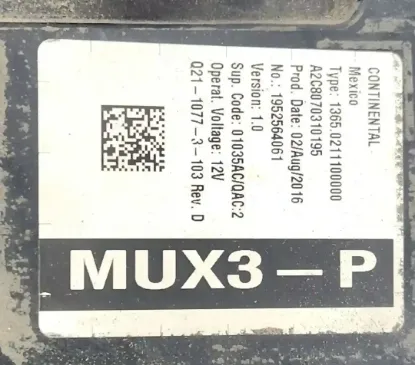 CONTINENTAL
Mexico
Type: 1365.0211100000
A2C8070310195
Prod. Date: 02/Aug/2016
No.: 1952564061
Version: 1.0
Sup. Code: 01035AC/QAC:2
Operat. Voltage: 12V
Q21-1077-3-103 Rev. D
MUX3-P